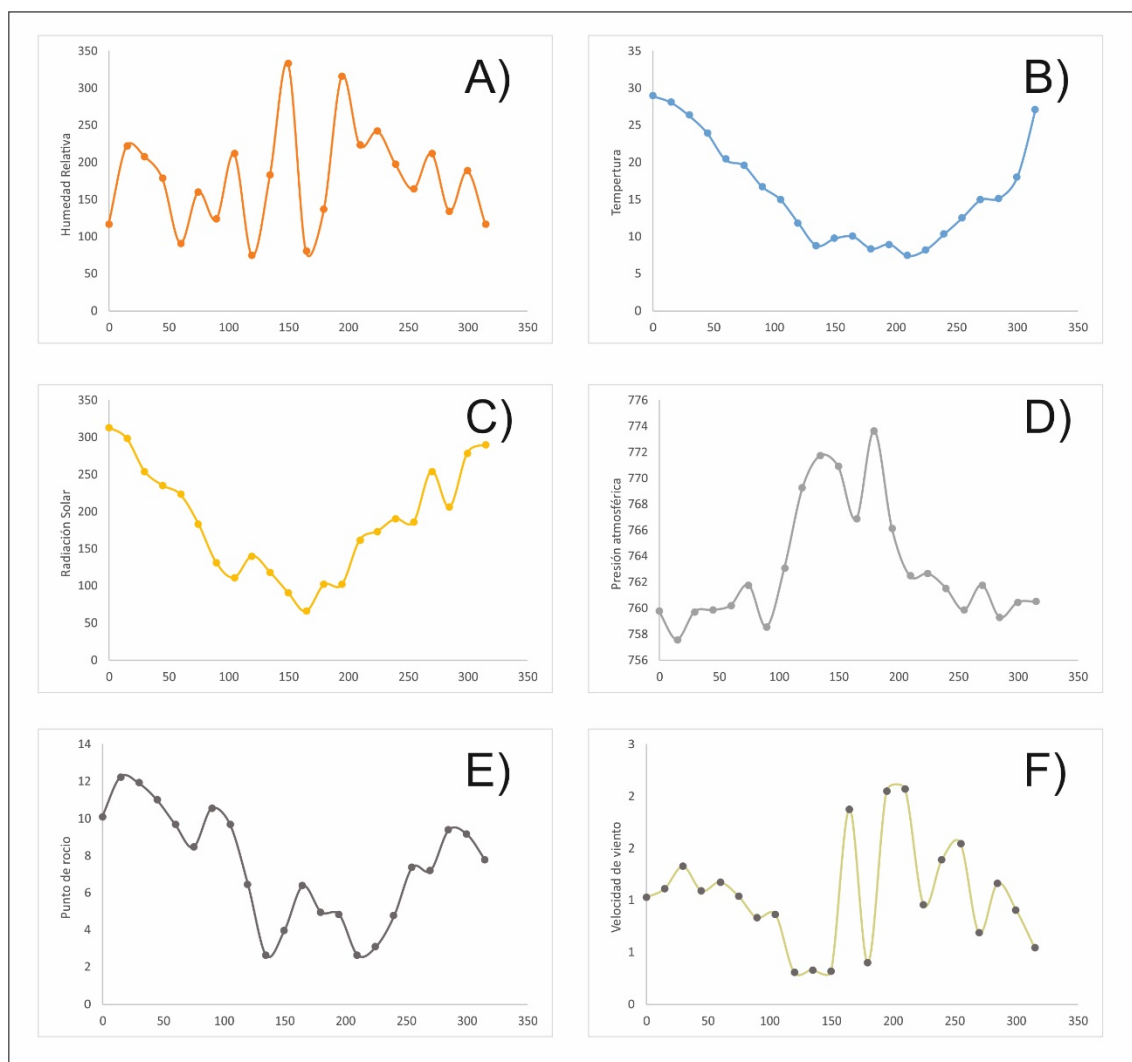 A)
Humedad Relativa
350
300
250
200
150
100
50
0
0 50 100 150 200 250 300 350
B)
Tempertura
35
30
25
20
15
10
5
0
0 50 100 150 200 250 300 350
C)
Radiación Solar
350
300
250
200
150
100
50
0
0 50 100 150 200 250 300 350
D)
Presión atmosférica
776
774
772
770
768
766
764
762
760
758
756
0 50 100 150 200 250 300 350
E)
Punto de rocio
14
12
10
8
6
4
2
0
0 50 100 150 200 250 300 350
F)
Velocidad de viento
3
2
2
1
1
0
0 50 100 150 200 250 300 350